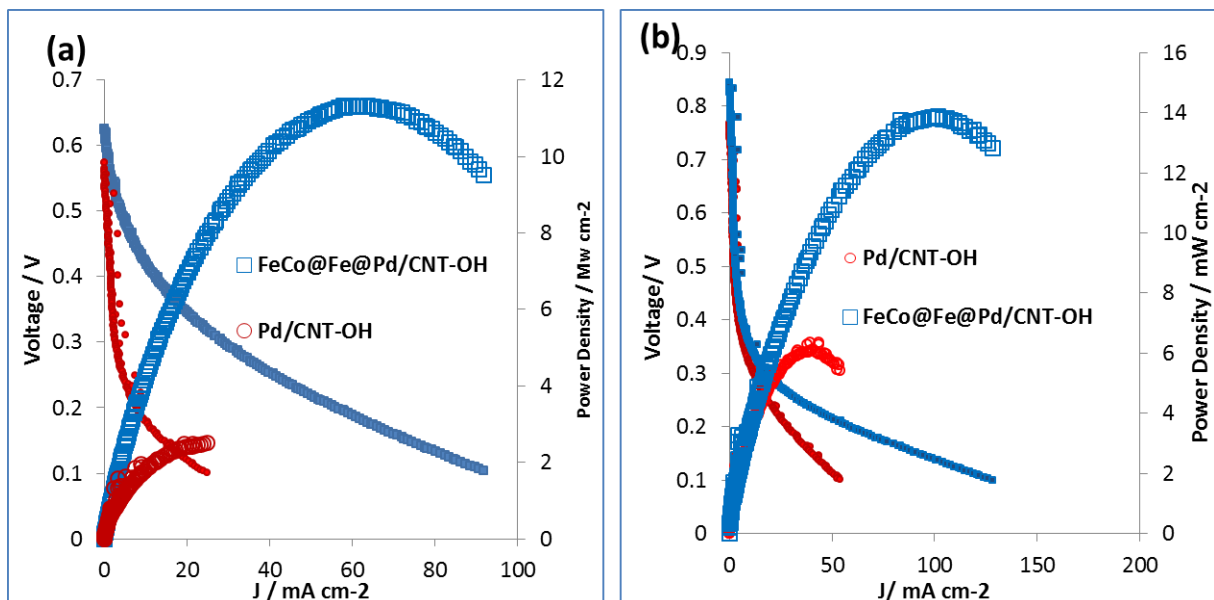 (a)
0.7
0.6
0.5
0.4
0.3
0.2
0.1
0
Voltage/ V
12
10
8
6
4
2
0
Power Density / Mw cm-2
FeCo@Fe@Pd/CNT-OH
Pd/CNT-OH
0 20 40 60 80 100
J / mA cm-2
(b)
0.9
0.8
0.7
0.6
0.5
0.4
0.3
0.2
0.1
0
Voltage/ V
16
14
12
10
8
6
4
2
0
Power Density / mW cm-2
Pd/CNT-OH
FeCo@Fe@Pd/CNT-OH
0 50 100 150 200
J / mA cm-2